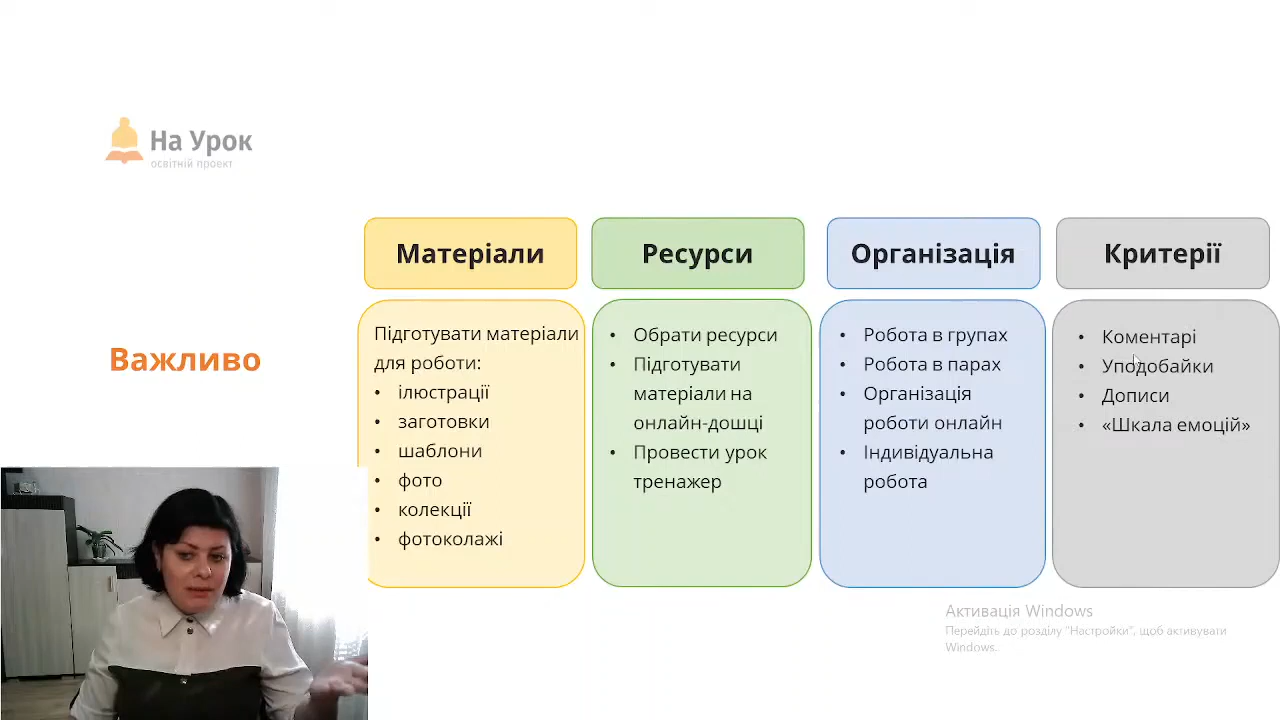 На Урок
освітній проект
Важливо
Матеріали
Підготувати матеріали
для роботи:
• ілюстрації
• заготовки
• шаблони
• фото
• колекції
• фотоколажі
Ресурси
• Обрати ресурси
• Підготувати
матеріали на
онлайн-дошці
• Провести урок
тренажер
Організація
• Робота в групах
• Робота в парах
• Організація
роботи онлайн
• Індивідуальна
робота
Критерії
• Коментарі
• Уподобайки
• Дописи
• «Шкала емоцій»
Активація Windows
Перейдіть до розділу "Настройки", щоб активувати
Windows.